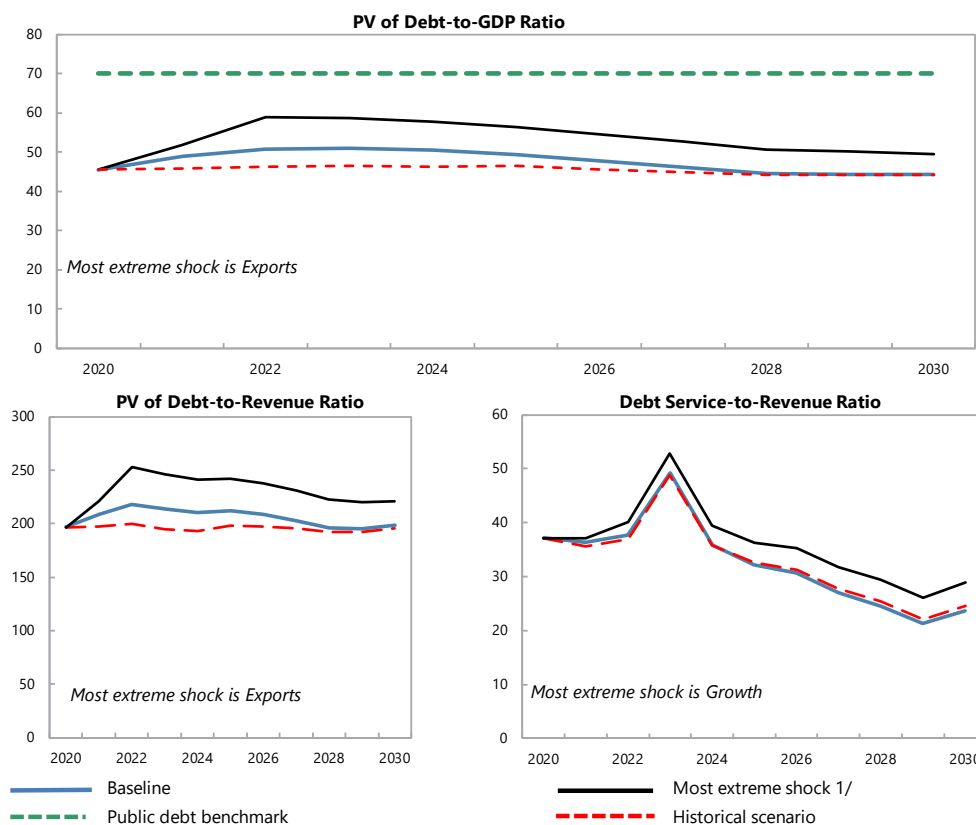 PV of Debt-to-GDP Ratio
80
70
60
50
40
30
20
10
0
Most extreme shock is Exports
2020 2022 2024 2026 2028 2030
PV of Debt-to-Revenue Ratio
300
250
200
150
100
50
0
Most extreme shock is Exports
2020 2022 2024 2026 2028 2030
Debt Service-to-Revenue Ratio
60
50
40
30
20
10
0
Most extreme shock is Growth
2020 2022 2024 2026 2028 2030
Baseline
Public debt benchmark
Most extreme shock 1/
Historical scenario